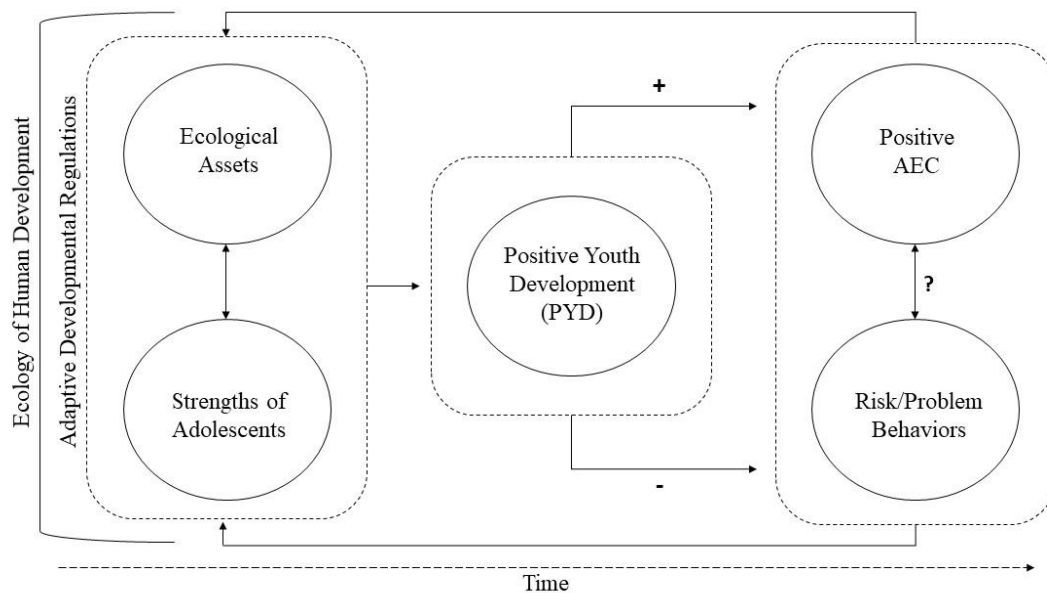 Ecology of Human Development
Adaptive Developmental Regulations
Ecological
Assets
Strengths of
Adolescents
Positive Youth
Development
(PYD)
+
-
Positive
AEC
?
Risk/Problem
Behaviors
Time